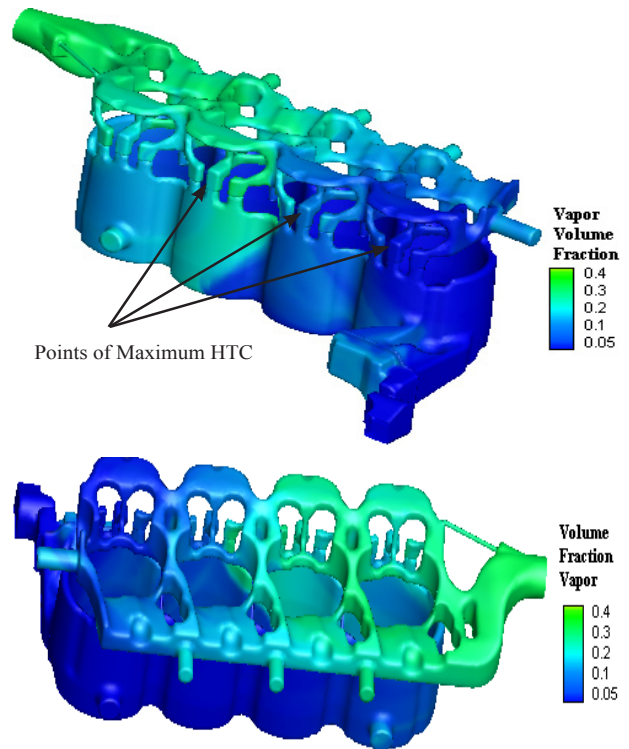 Vapor
Volume
Fraction
0.4
0.3
0.2
0.1
0.05
Points of Maximum HTC
Volume
Fraction
Vapor
0.4
0.3
0.2
0.1
0.05